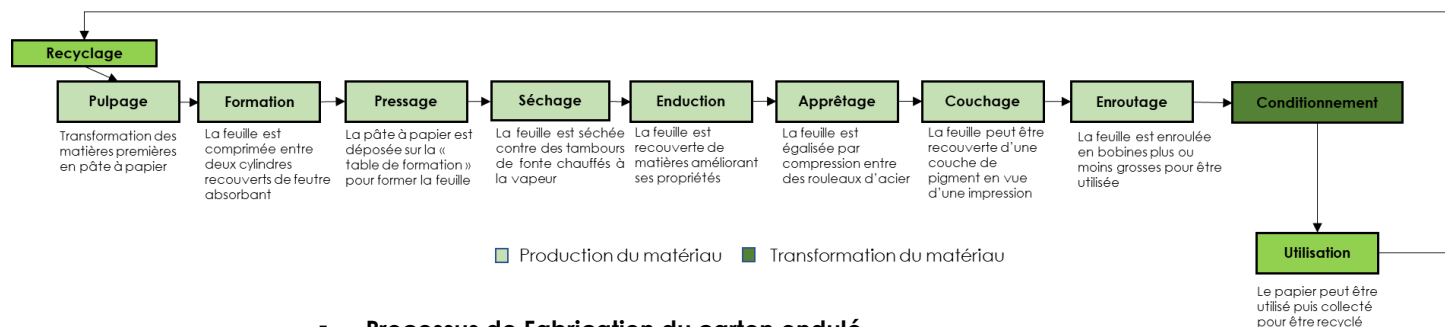 Recyclage
Pulpage
Transformation des
matières premières
en pâte à papier
Formation
La feuille est
comprimée entre
deux cylindres
recouverts de feutre
absorbant
Pressage
La pâte à papier est
déposée sur la «
table de formation »
pour former la feuille
Séchage
La feuille est séchée
contre des tambours
de fonte chauffés à
la vapeur
Enduction
La feuille est
recouverte de
matières améliorant
ses propriétés
Apprêtage
La feuille est
égalisée par
compression entre
des rouleaux d'acier
Couchage
La feuille peut être
recouverte d'une
couche de
pigment en vue
d'une impression
Enroutage
La feuille est enroulée
en bobines plus ou
moins grosses pour être
utilisée
Conditionnement
Utilisation
Le papier peut être
utilisé puis collecté
pour être recyclé
Production du matériau
Transformation du matériau
Processus de Fabrication du carton ondulé